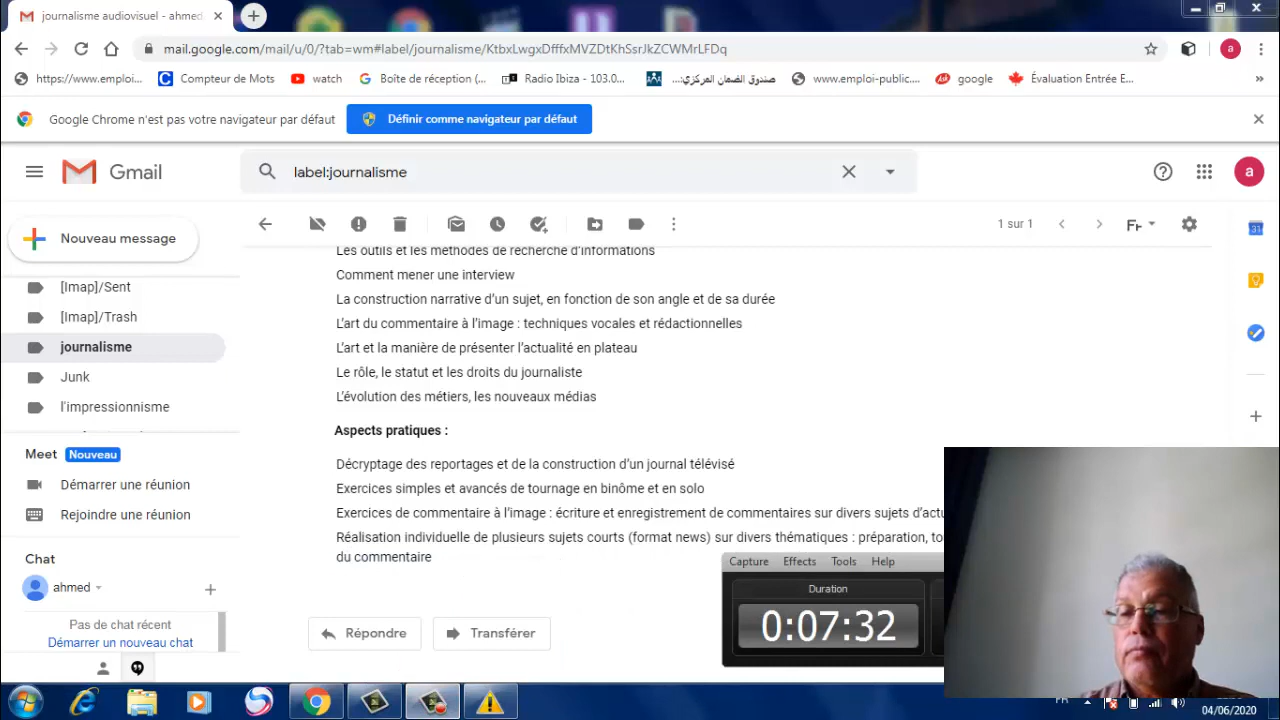 journalisme audiovisuel - ahmed
mail.google.com/mail/u/0/?tab=wm#label/journalisme/KtbxLwgxDffxMVZDtKhSsrJkZCWMrLFDq
https://www.emploi... Compteur de Mots watch Boîte de réception (... Radio Ibiza - 103.0... صندوق الضمان المركزي:... www.emploi-public.... google Évaluation Entrée E... »
Google Chrome n'est pas votre navigateur par défaut Définir comme navigateur par défaut
Gmail label:journalisme
Nouveau message 1 sur 1
Les outils et les méthodes de recherche d'informations
Comment mener une interview
La construction narrative d'un sujet, en fonction de son angle et de sa durée
L'art du commentaire à l'image : techniques vocales et rédactionnelles
L'art et la manière de présenter l'actualité en plateau
Le rôle, le statut et les droits du journaliste
L'évolution des métiers, les nouveaux médias
Aspects pratiques :
Décryptage des reportages et de la construction d'un journal télévisé
Exercices simples et avancés de tournage en binôme et en solo
Exercices de commentaire à l'image : écriture et enregistrement de commentaires sur divers sujets d'actu
Réalisation individuelle de plusieurs sujets courts (format news) sur divers thématiques : préparation, to
du commentaire
Répondre Transférer
[Imap]/Sent
[Imap]/Trash
journalisme
Junk
l'impressionnisme
Meet Nouveau
Démarrer une réunion
Rejoindre une réunion
Chat
ahmed
Pas de chat récent
Démarrer un nouveau chat
Capture Effects Tools Help
Duration
0:07:32
FR
04/06/2020